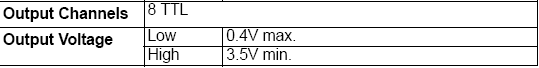 Output Channels 8 TTL
Output Voltage Low 0.4V max.
High 3.5V min.